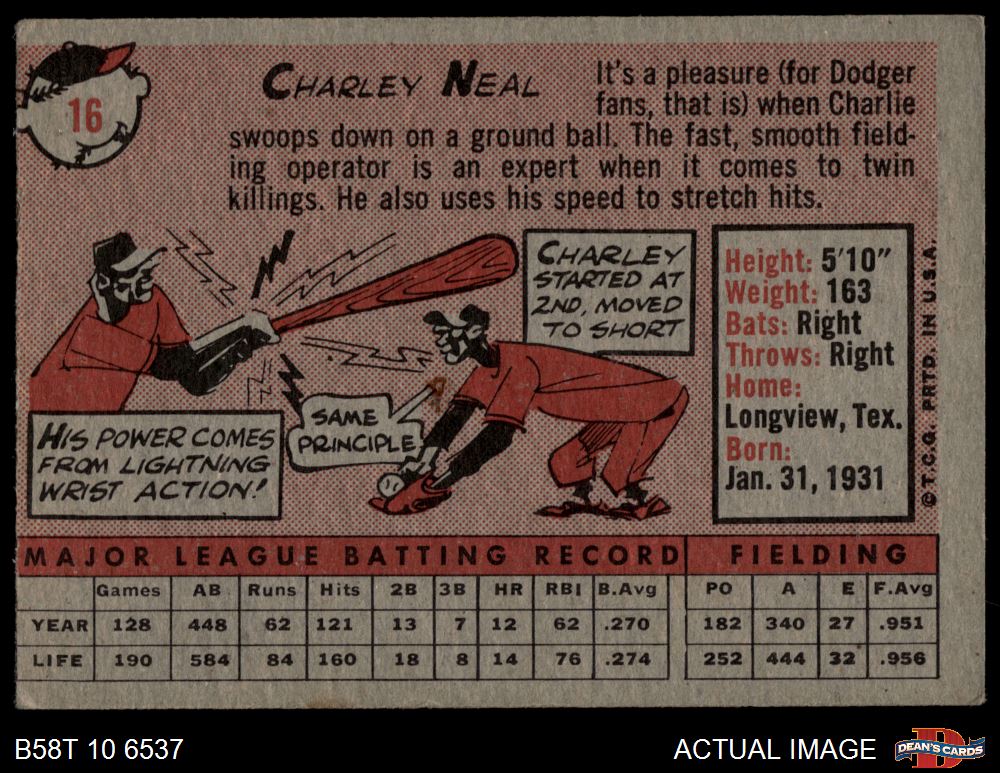 16
CHARLEY NEAL
It's a pleasure (for Dodger
fans, that is) when Charlie
swoops down on a ground ball. The fast, smooth field-
ing operator is an expert when it comes to twin
killings. He also uses his speed to stretch hits.
CHARLEY
STARTED AT
2ND, MOVED
TO SHORT
HIS POWER COMES
FROM LIGHTNING
WRIST ACTION!
SAME
PRINCIPLE
Height: 5'10"
Weight: 163
Bats: Right
Throws: Right
Home:
Longview, Tex.
Born:
Jan. 31, 1931
© T.C.G. PRTD. IN U.S.A.
MAJOR LEAGUE BATTING RECORD FIELDING
Games AB Runs Hits 2B 3B HR RBI B.Avg PO A E F.Avg
YEAR 128 448 62 121 13 7 12 62 .270 182 340 27 .951
LIFE 190 584 84 160 18 8 14 76 .274 252 444 32 .956
B58T 10 6537
ACTUAL IMAGE
D
DEAN'S CARDS